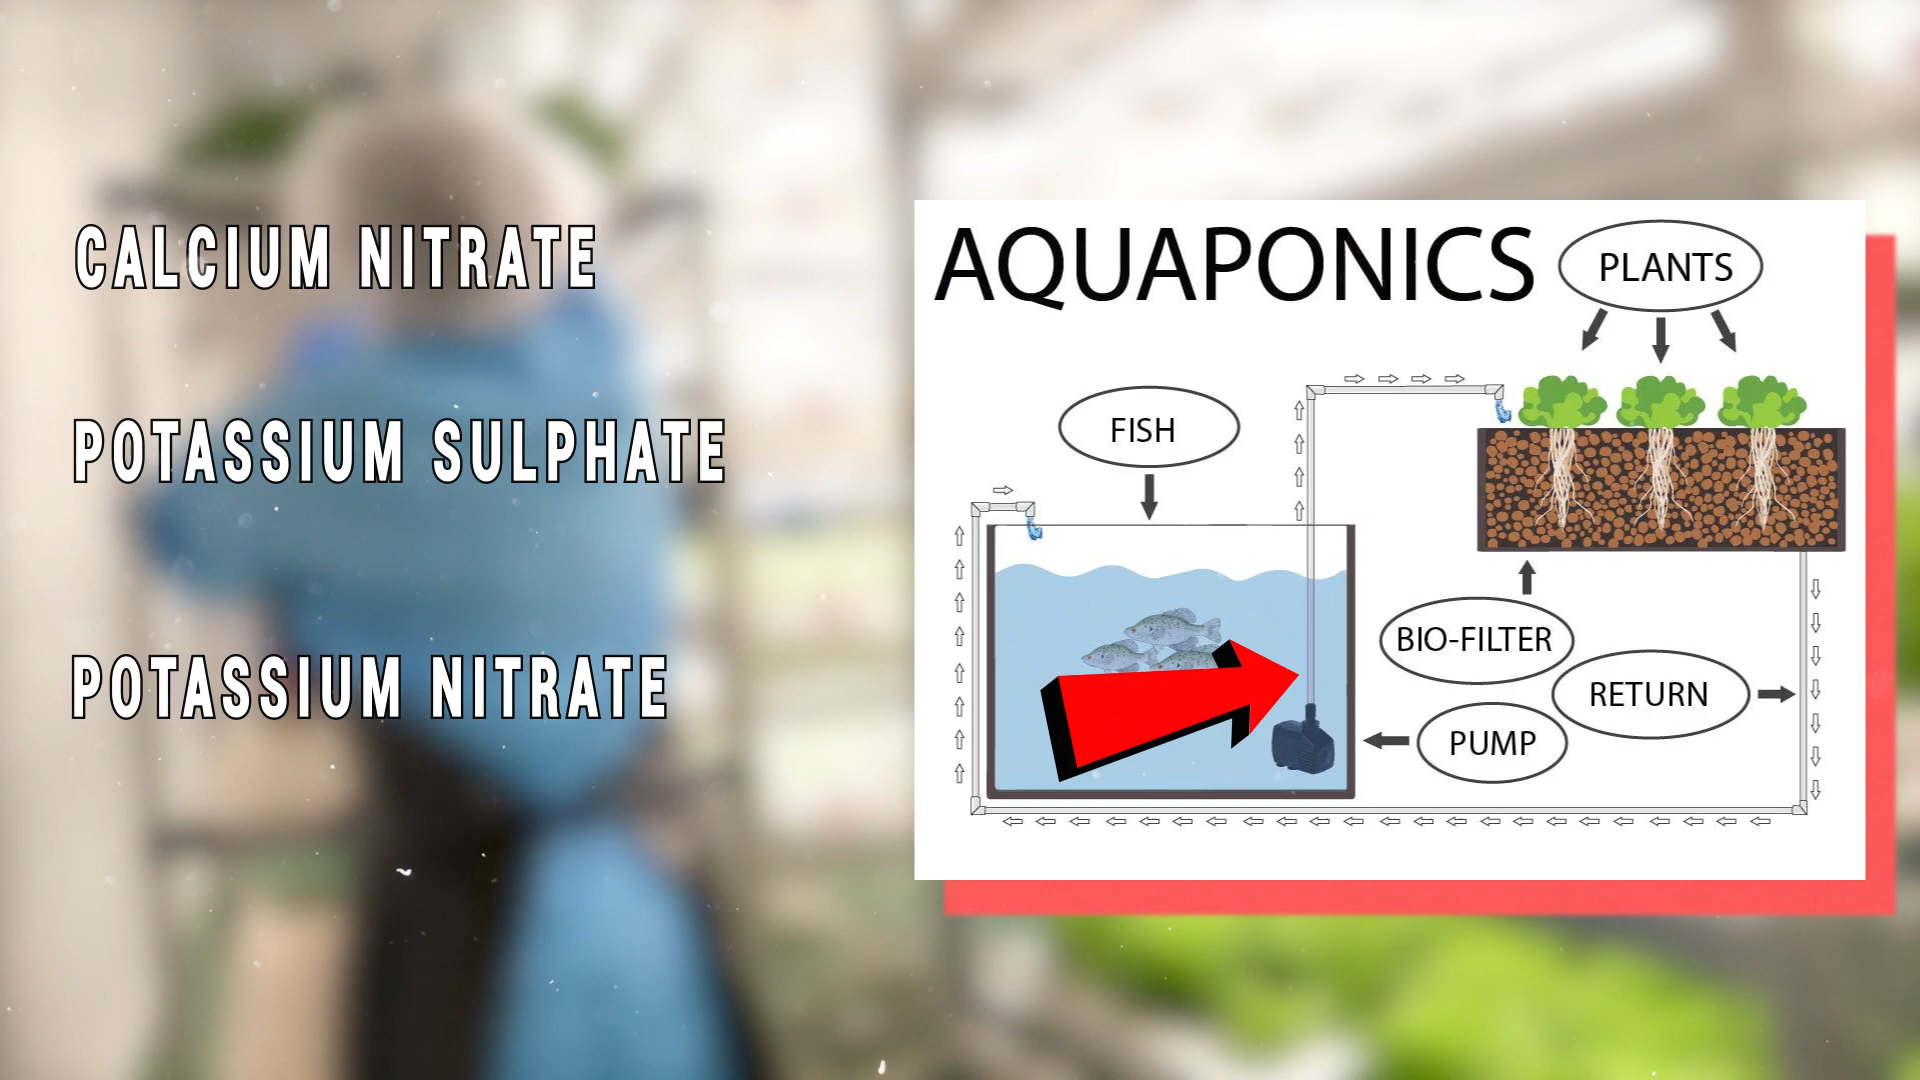 CALCIUM NITRATE
POTASSIUM SULPHATE
POTASSIUM NITRATE
AQUAPONICS
PLANTS
FISH
BIO-FILTER
RETURN
PUMP